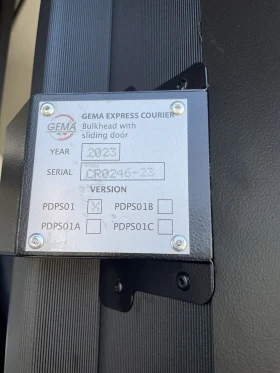 GEMA EXPRESS COURIER
GEMA
Bulkhead with
sliding door
YEAR 2023
SERIAL CR0246-23
VERSION
PDPS01 ☒ PDPS01B ☐
PDPS01A ☐ PDPS01C ☐